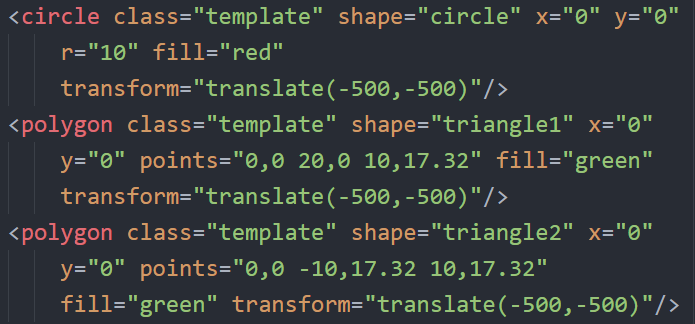 <circle class="template" shape="circle" x="0" y="0"
r="10" fill="red"
transform="translate(-500,-500)"/>
<polygon class="template" shape="triangle1" x="0"
y="0" points="0,0 20,0 10,17.32" fill="green"
transform="translate(-500,-500)"/>
<polygon class="template" shape="triangle2" x="0"
y="0" points="0,0 -10,17.32 10,17.32"
fill="green" transform="translate(-500,-500)"/>